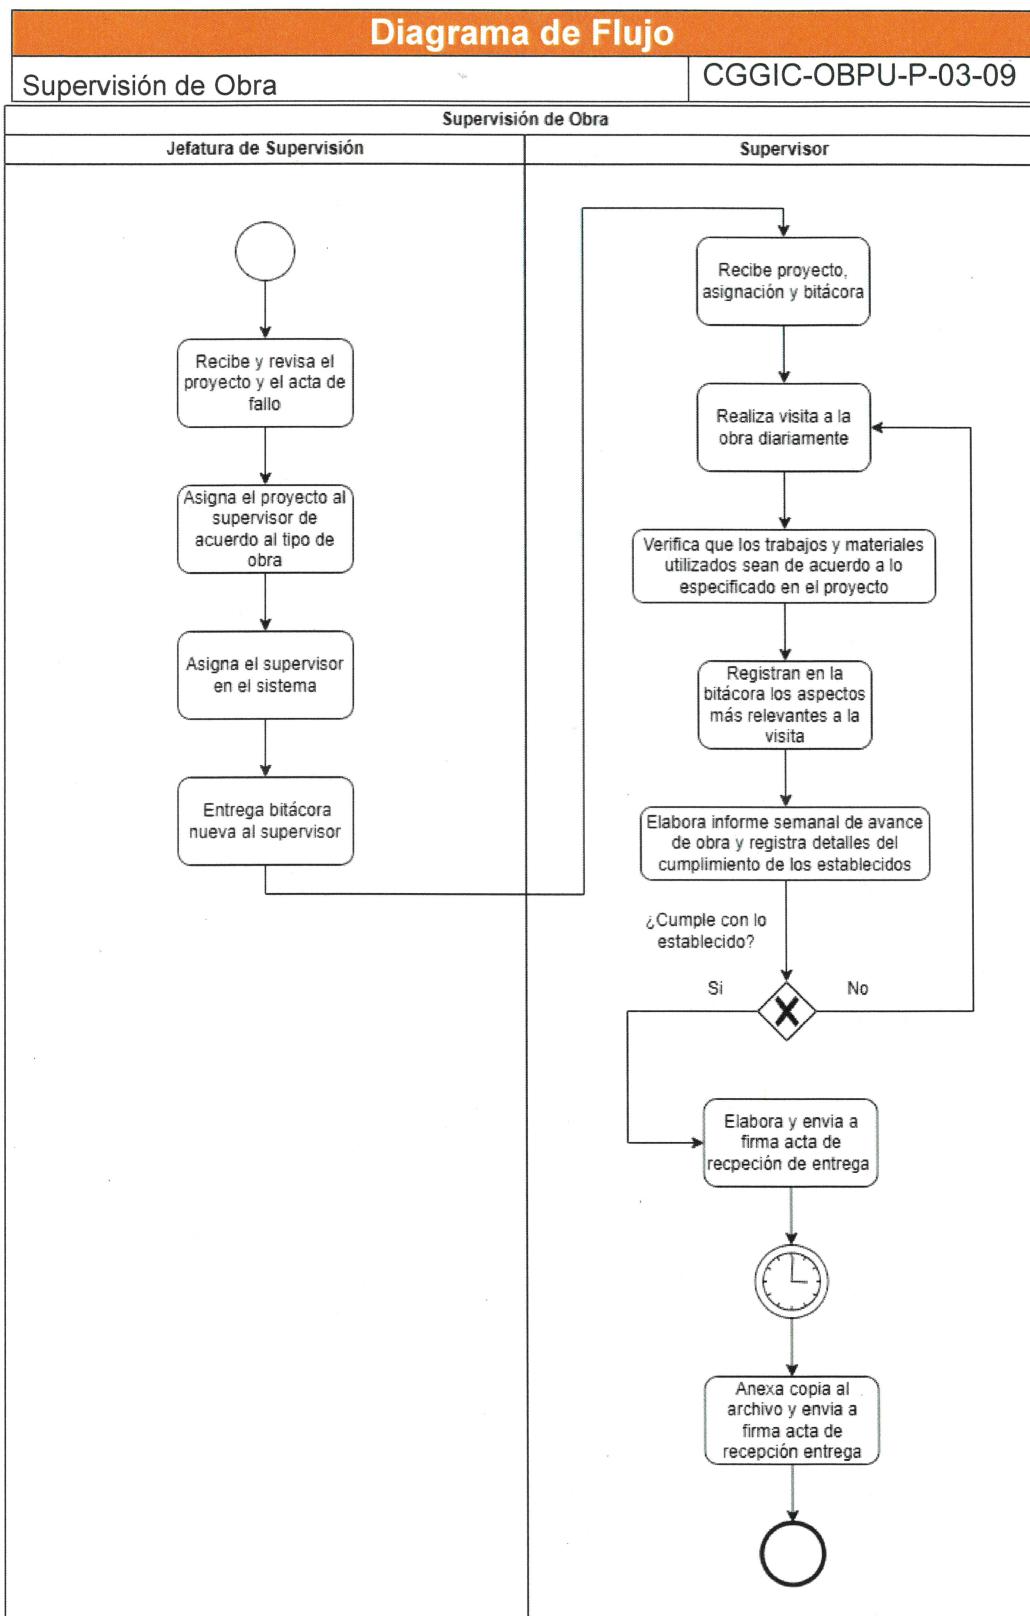 Diagrama de Flujo
Supervisión de Obra
CGGIC-OBPU-P-03-09
Supervisión de Obra
Jefatura de Supervisión
Supervisor
Recibe y revisa el
proyecto y el acta de
fallo
Asigna el proyecto al
supervisor de
acuerdo al tipo de
obra
Asigna el supervisor
en el sistema
Entrega bitácora
nueva al supervisor
Recibe proyecto,
asignación y bitácora
Realiza visita a la
obra diariamente
Verifica que los trabajos y materiales
utilizados sean de acuerdo a lo
especificado en el proyecto
Registran en la
bitácora los aspectos
más relevantes a la
visita
Elabora informe semanal de avance
de obra y registra detalles del
cumplimiento de los establecidos
¿Cumple con lo
establecido?
Si
No
Elabora y envia a
firma acta de
recpeción de entrega
Anexa copia al
archivo y envia a
firma acta de
recepción entrega